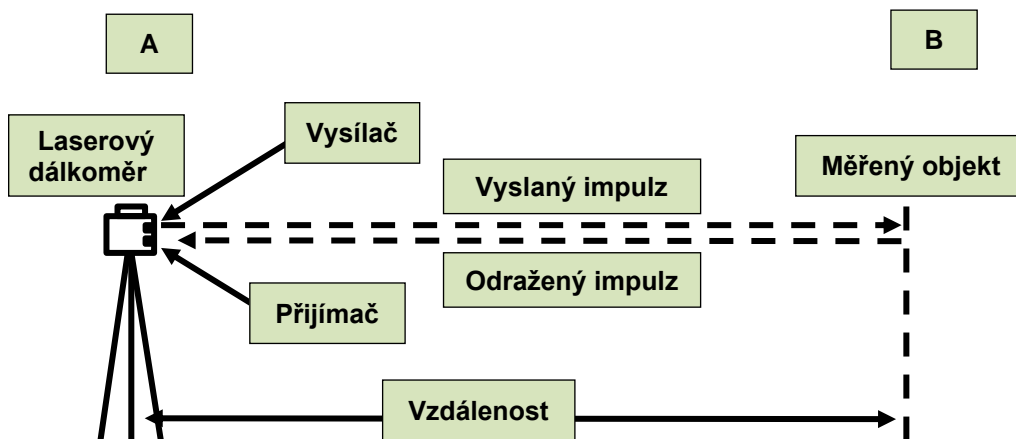 A
B
Laserový
dálkoměr
Vysílač
Měřený objekt
Vyslaný impulz
Odražený impulz
Přijímač
Vzdálenost